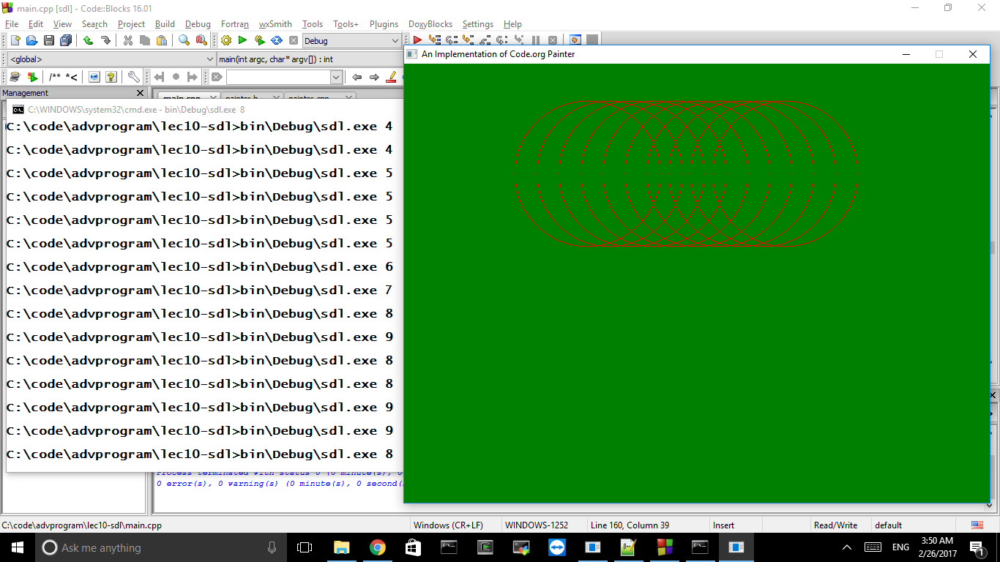 main.cpp [sdl] - Code::Blocks 16.01
File Edit View Search Project Build Debug Fortran wxSmith Tools Tools+ Plugins DoxyBlocks Settings Help
Debug
<global> main(int argc, char* argv[]) : int
An Implementation of Code.org Painter
/** *<
Management
main.cpp painter.h painter.cpp
C:\WINDOWS\system32\cmd.exe - bin\Debug\sdl.exe 8
C:\code\advprogram\lec10-sdl>bin\Debug\sdl.exe 4
C:\code\advprogram\lec10-sdl>bin\Debug\sdl.exe 4
C:\code\advprogram\lec10-sdl>bin\Debug\sdl.exe 5
C:\code\advprogram\lec10-sdl>bin\Debug\sdl.exe 5
C:\code\advprogram\lec10-sdl>bin\Debug\sdl.exe 5
C:\code\advprogram\lec10-sdl>bin\Debug\sdl.exe 5
C:\code\advprogram\lec10-sdl>bin\Debug\sdl.exe 6
C:\code\advprogram\lec10-sdl>bin\Debug\sdl.exe 7
C:\code\advprogram\lec10-sdl>bin\Debug\sdl.exe 8
C:\code\advprogram\lec10-sdl>bin\Debug\sdl.exe 9
C:\code\advprogram\lec10-sdl>bin\Debug\sdl.exe 8
C:\code\advprogram\lec10-sdl>bin\Debug\sdl.exe 8
C:\code\advprogram\lec10-sdl>bin\Debug\sdl.exe 9
C:\code\advprogram\lec10-sdl>bin\Debug\sdl.exe 9
C:\code\advprogram\lec10-sdl>bin\Debug\sdl.exe 8
Process terminated with status 0 (0 minute(s), 0
0 error(s), 0 warning(s) (0 minute(s), 0 second(s
C:\code\advprogram\lec10-sdl\main.cpp Windows (CR+LF) WINDOWS-1252 Line 160, Column 39 Insert Read/Write default
Ask me anything ENG 3:50 AM
2/26/2017 1